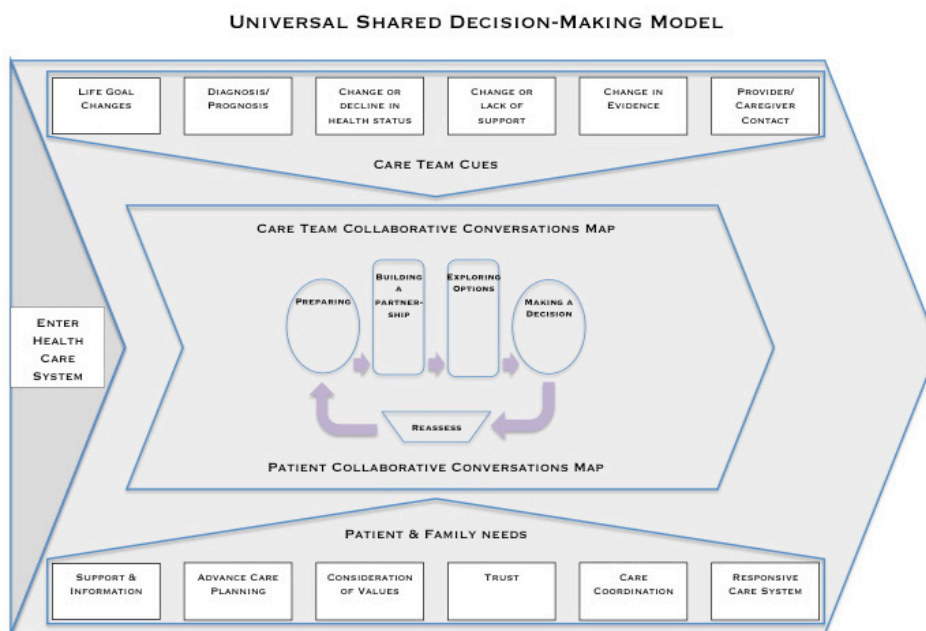 UNIVERSAL SHARED DECISION-MAKING MODEL
LIFE GOAL
CHANGES
DIAGNOSIS/
PROGNOSIS
CHANGE OR
DECLINE IN
HEALTH STATUS
CHANGE OR
LACK OF
SUPPORT
CHANGE IN
EVIDENCE
PROVIDER/
CAREGIVER
CONTACT
CARE TEAM CUES
CARE TEAM COLLABORATIVE CONVERSATIONS MAP
PREPARING
BUILDING
A
PARTNER-
SHIP
EXPLORING
OPTIONS
MAKING A
DECISION
ENTER
HEALTH
CARE
SYSTEM
REASSESS
PATIENT COLLABORATIVE CONVERSATIONS MAP
PATIENT & FAMILY NEEDS
SUPPORT &
INFORMATION
ADVANCE CARE
PLANNING
CONSIDERATION
OF VALUES
TRUST
CARE
COORDINATION
RESPONSIVE
CARE SYSTEM